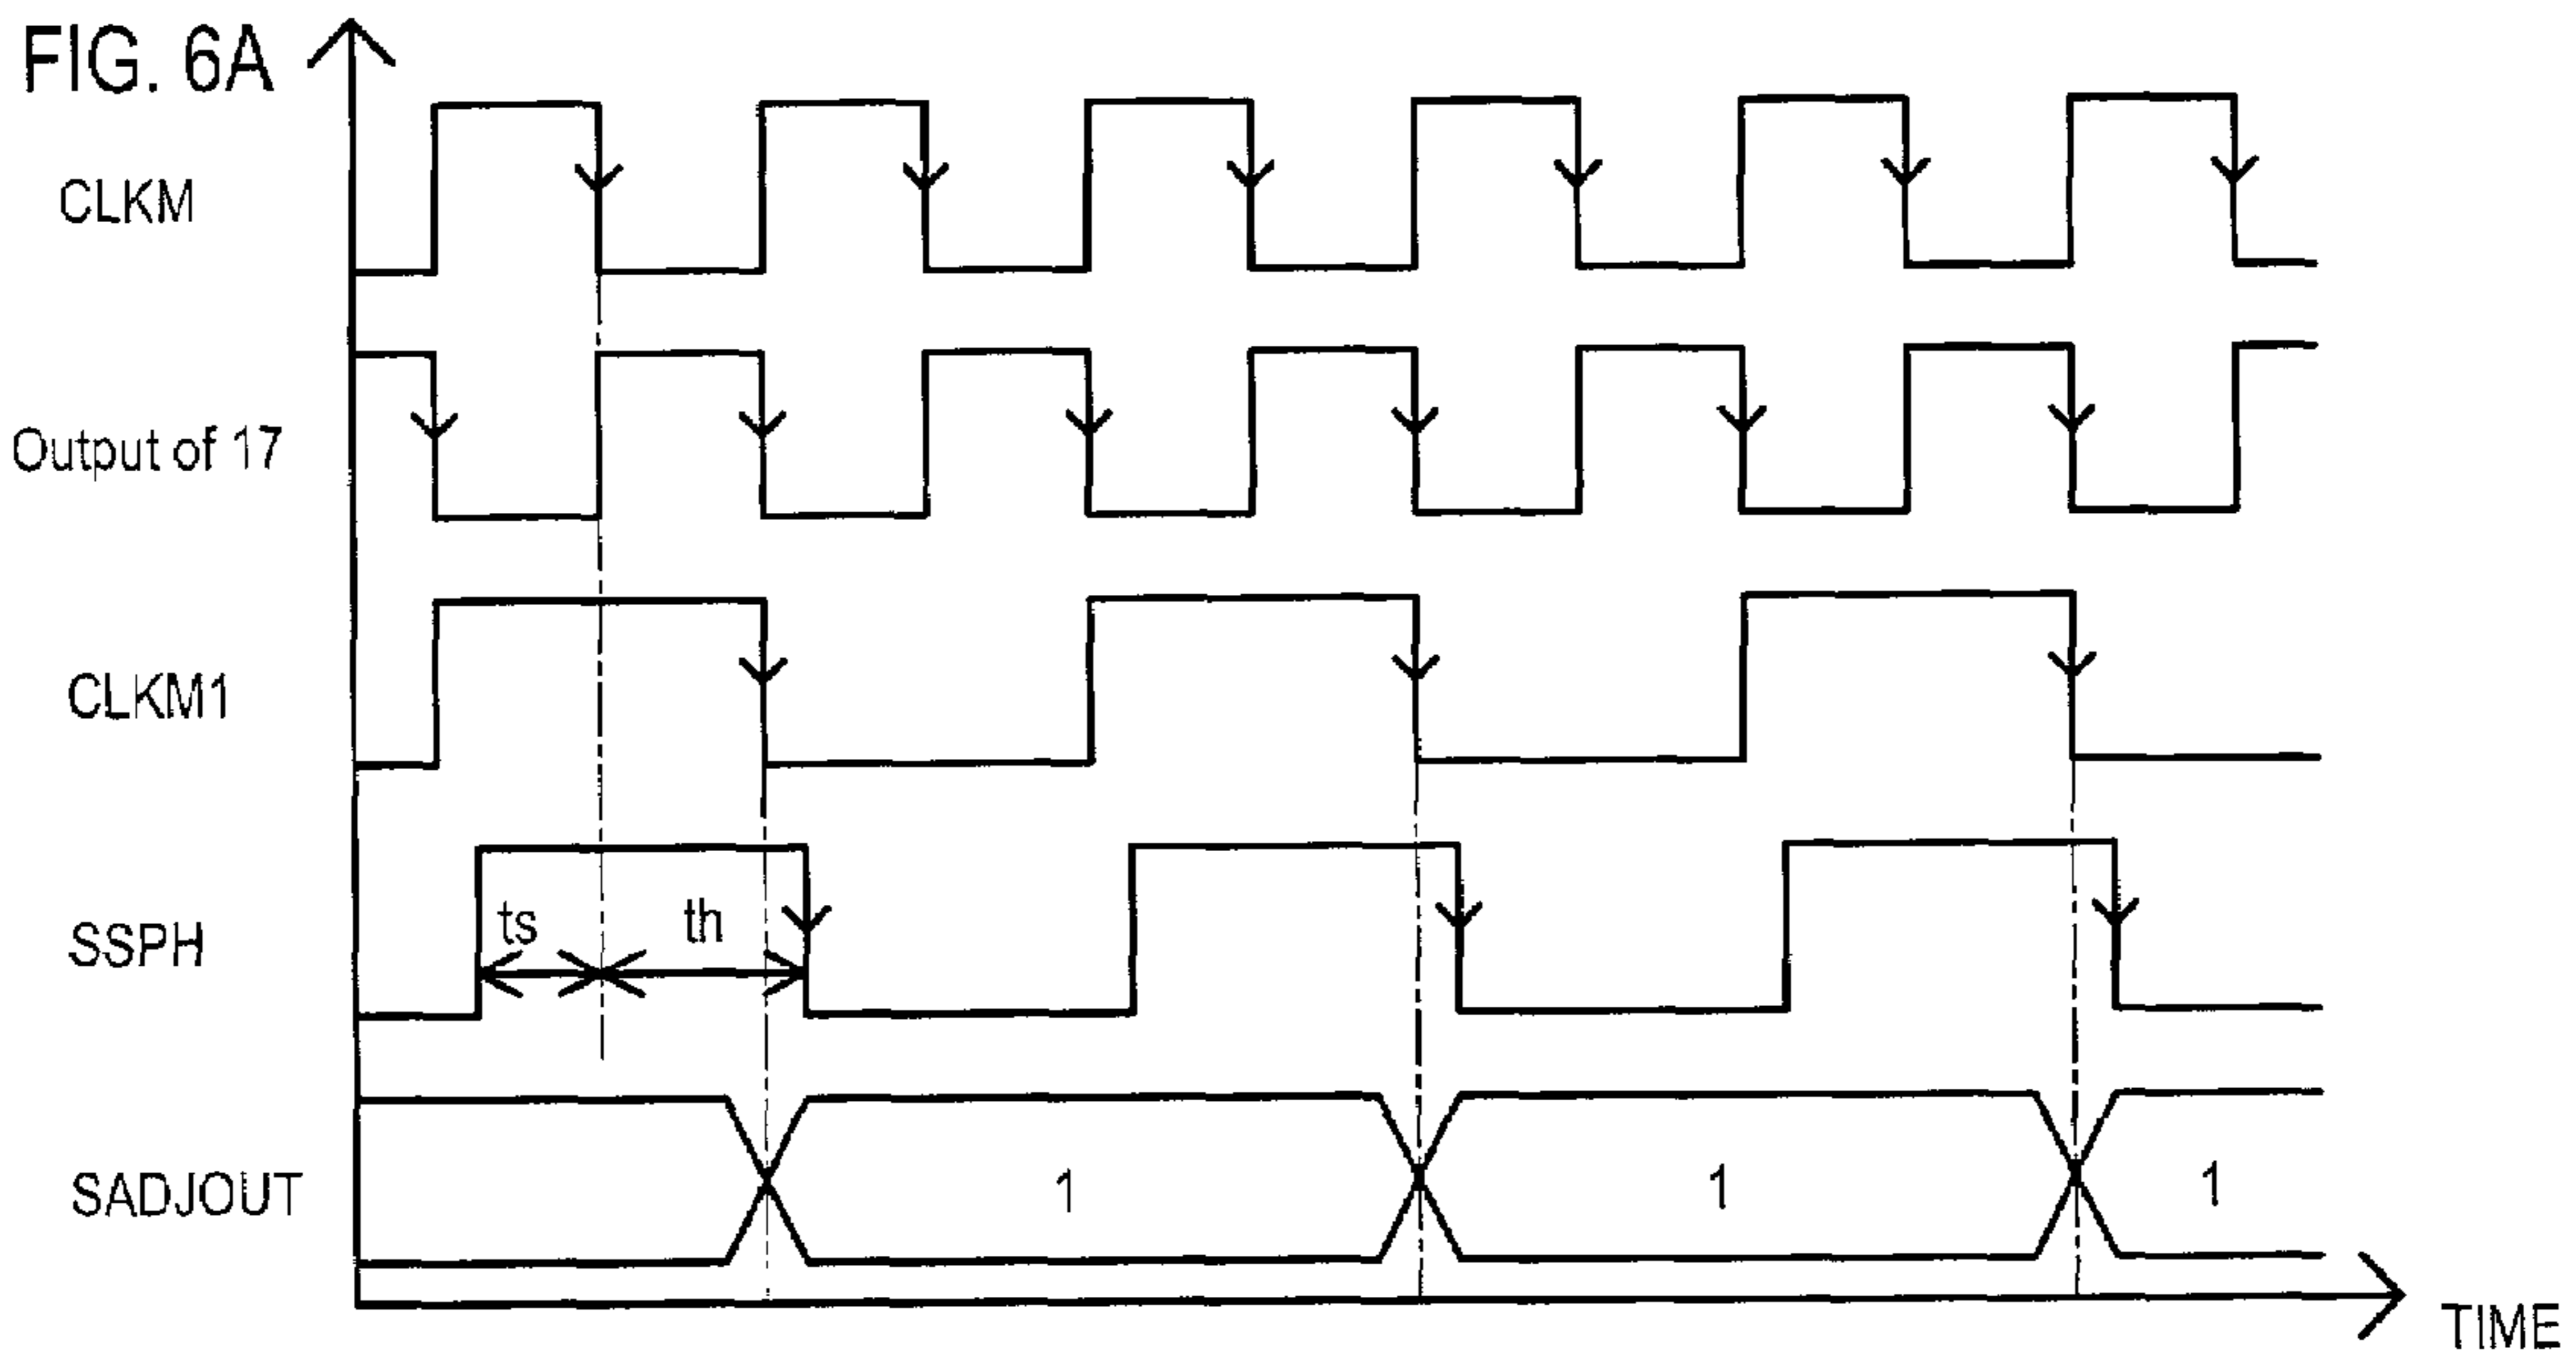 FIG. 6A
CLKM
Output of 17
CLKM1
SSPH
ts
th
SADJOUT
1
1
1
TIME